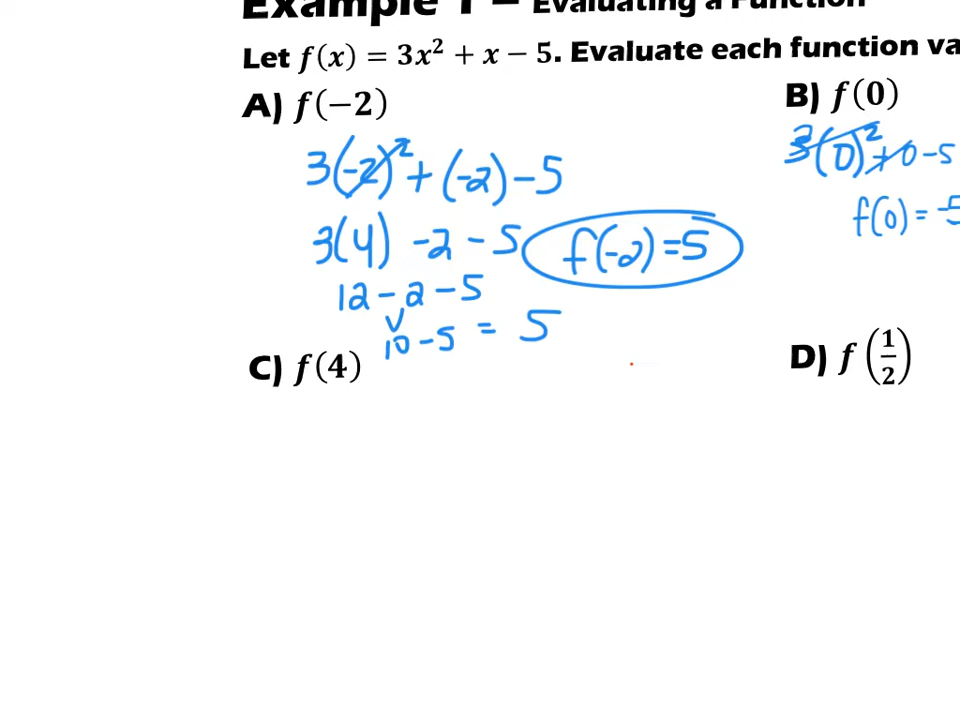 Example 1 – Evaluating a Function
Let f(x) = 3x² + x − 5. Evaluate each function va
A) f(−2)
3(-2)² + (-2) - 5
3(4) -2 - 5
f(-2) = 5
12 - 2 - 5
10 - 5 = 5
B) f(0)
3(0)² + 0 - 5
f(0) = -5
C) f(4)
D) f(1/2)